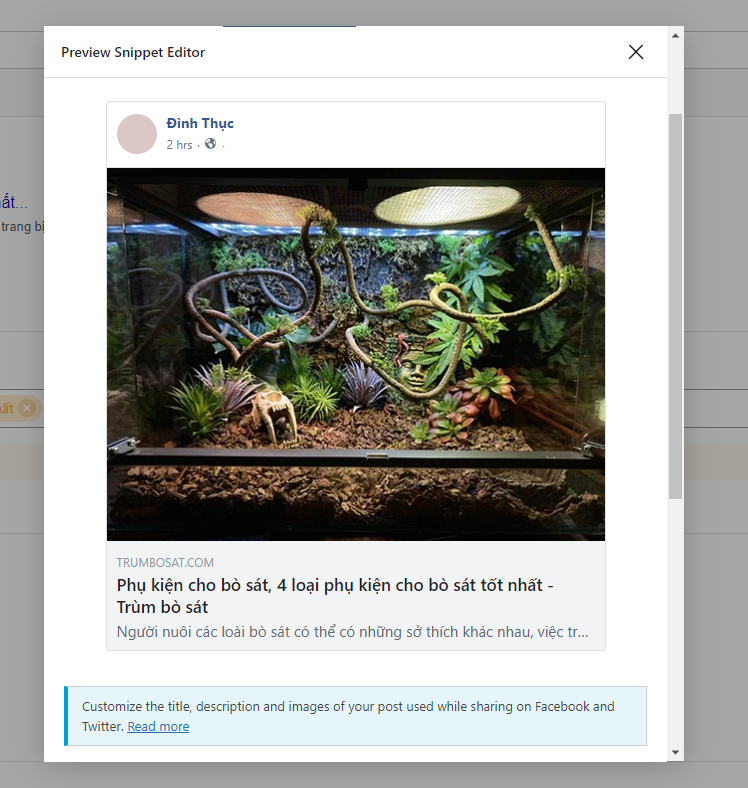 Preview Snippet Editor
Đình Thục
2 hrs · ·
ất...
trang bị
ất
TRUMBOSAT.COM
Phụ kiện cho bò sát, 4 loại phụ kiện cho bò sát tốt nhất -
Trùm bò sát
Người nuôi các loài bò sát có thể có những sở thích khác nhau, việc tr...
Customize the title, description and images of your post used while sharing on Facebook and
Twitter. Read more